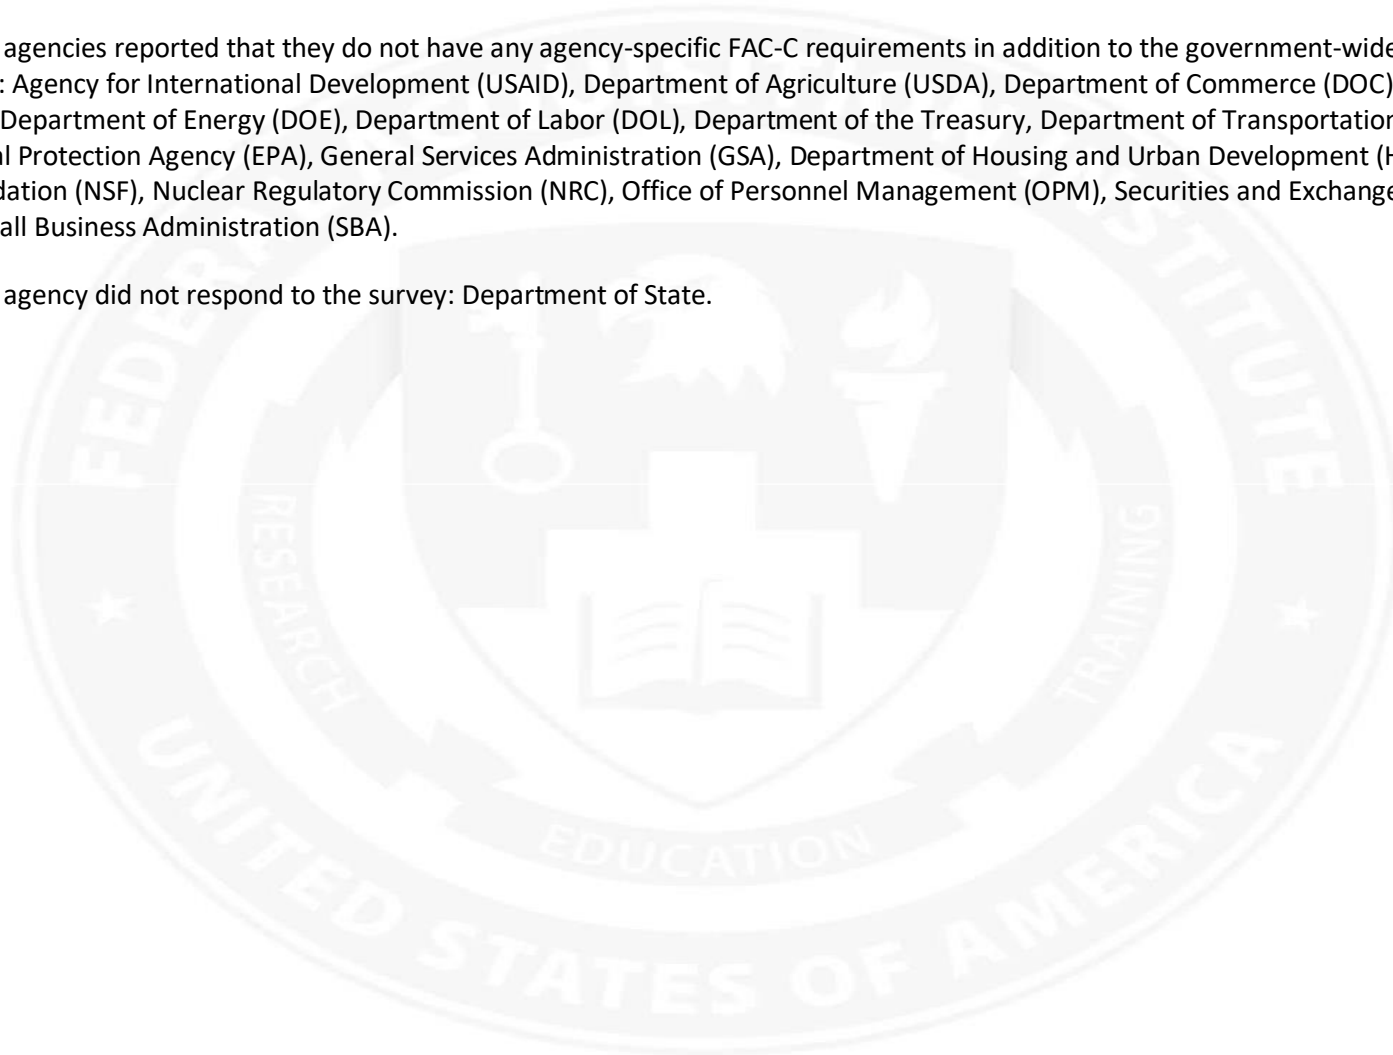 agencies reported that they do not have any agency-specific FAC-C requirements in addition to the government-wide
: Agency for International Development (USAID), Department of Agriculture (USDA), Department of Commerce (DOC)
Department of Energy (DOE), Department of Labor (DOL), Department of the Treasury, Department of Transportation
al Protection Agency (EPA), General Services Administration (GSA), Department of Housing and Urban Development (H
dation (NSF), Nuclear Regulatory Commission (NRC), Office of Personnel Management (OPM), Securities and Exchange
all Business Administration (SBA).
agency did not respond to the survey: Department of State.
FEDERA
STITUTE
RESEARCH
TRAINING
EDUCATION
UNITED STATES OF AMERICA